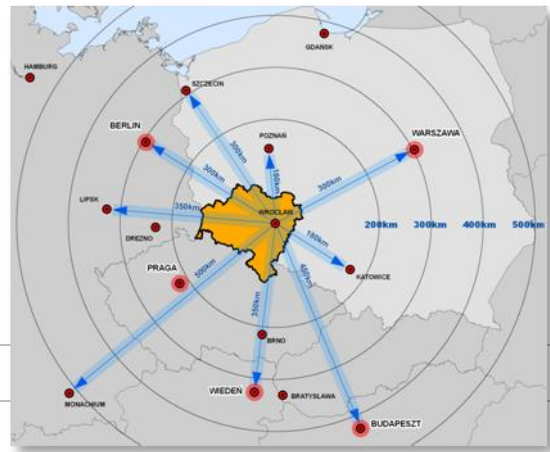 GDAŃSK
HAMBURG
SZCZECIN
BERLIN
POZNAŃ
WARSZAWA
300km
300km
180km
300km
LIPSK
350km
WROCŁAW
DREZNO
200km 300km 400km 500km
180km
PRAGA
500km
KATOWICE
450km
350km
BRNO
WIEDEŃ
MONACHIUM
BRATYSŁAWA
BUDAPESZT